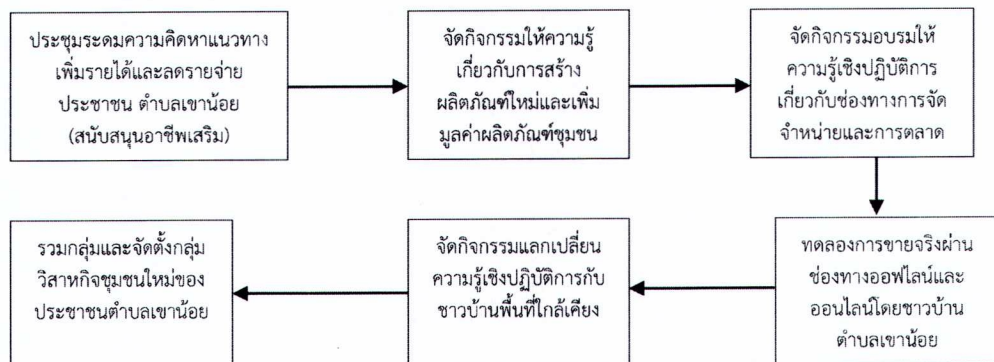 ประชุมระดมความคิดหาแนวทาง
เพิ่มรายได้และลดรายจ่าย
ประชาชน ตำบลเขาน้อย
(สนับสนุนอาชีพเสริม)
จัดกิจกรรมให้ความรู้
เกี่ยวกับการสร้าง
ผลิตภัณฑ์ใหม่และเพิ่ม
มูลค่าผลิตภัณฑ์ชุมชน
จัดกิจกรรมอบรมให้
ความรู้เชิงปฏิบัติการ
เกี่ยวกับช่องทางการจัด
จำหน่ายและการตลาด
ทดลองการขายจริงผ่าน
ช่องทางออฟไลน์และ
ออนไลน์โดยชาวบ้าน
ตำบลเขาน้อย
จัดกิจกรรมแลกเปลี่ยน
ความรู้เชิงปฏิบัติการกับ
ชาวบ้านพื้นที่ใกล้เคียง
รวมกลุ่มและจัดตั้งกลุ่ม
วิสาหกิจชุมชนใหม่ของ
ประชาชนตำบลเขาน้อย